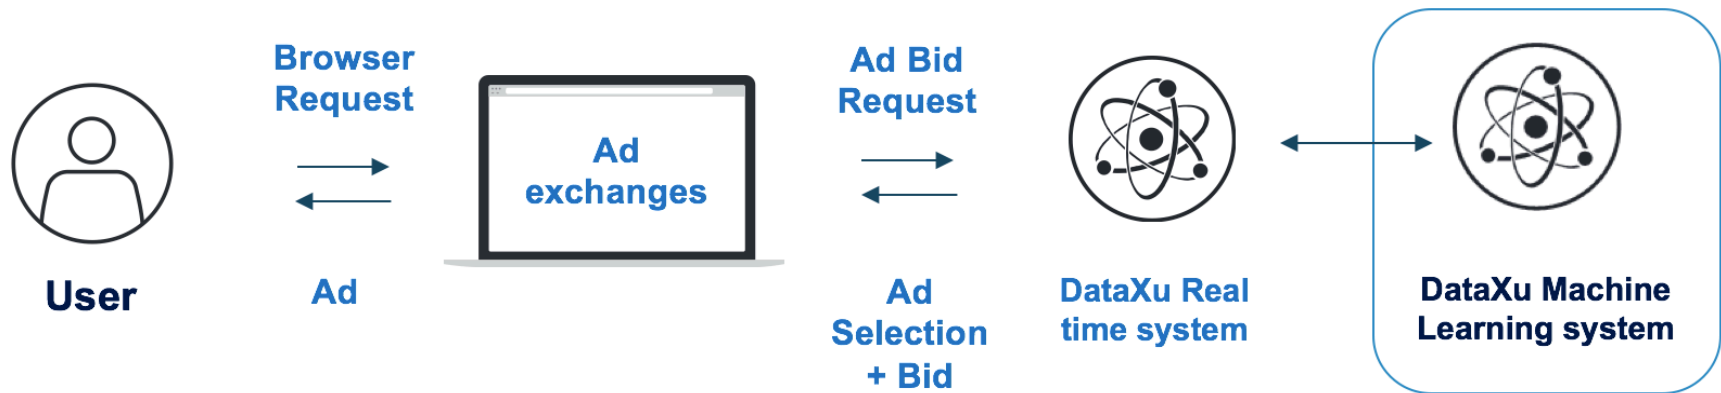 Browser
Request
Ad
exchanges
Ad Bid
Request
User
Ad
Ad
Selection
+ Bid
DataXu Real
time system
DataXu Machine
Learning system